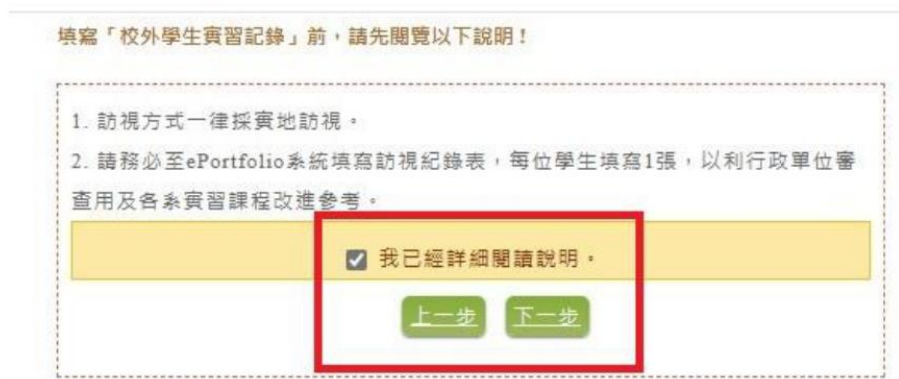 填寫「校外學生實習記錄」前，請先閱覽以下說明！
1. 訪視方式一律採實地訪視。
2. 請務必至ePortfolio系統填寫訪視紀錄表，每位學生填寫1張，以利行政單位審
查用及各系實習課程改進參考。
我已經詳細閱讀說明。
上一步 下一步